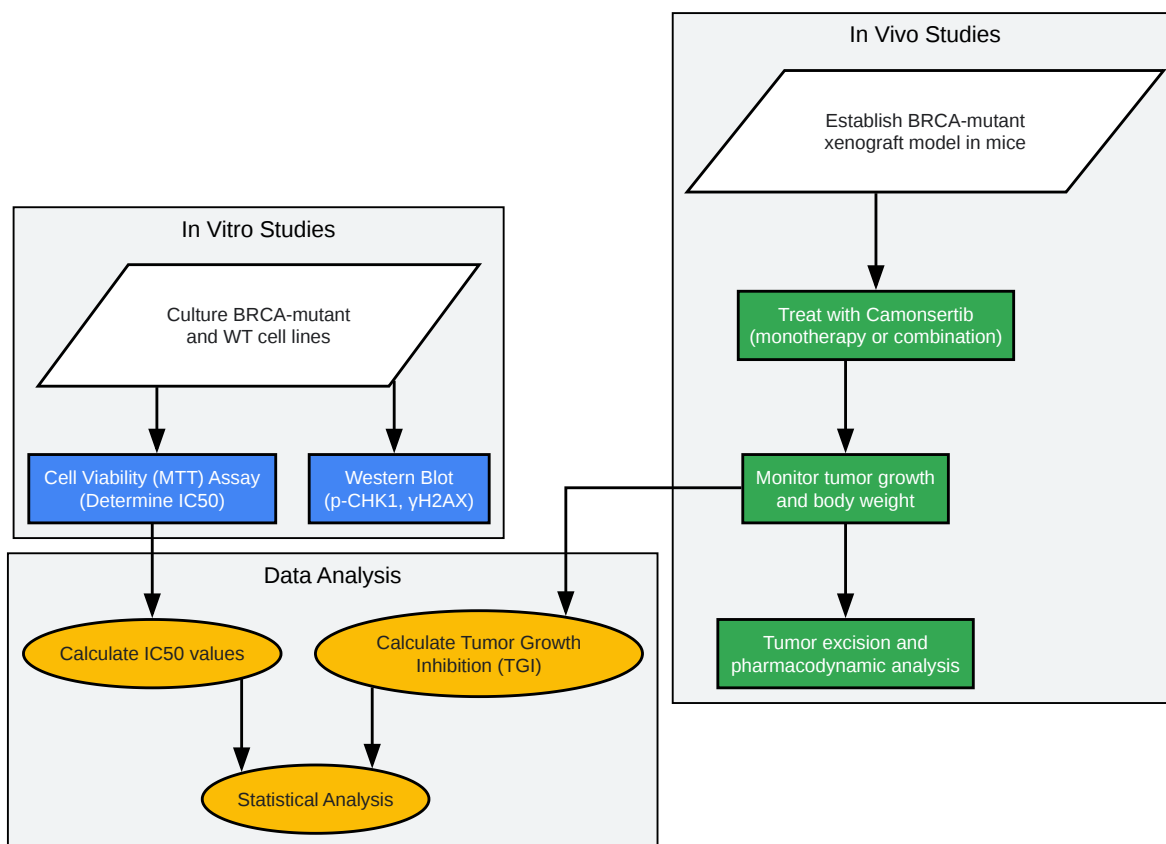 In Vivo Studies
Establish BRCA-mutant
xenograft model in mice
Treat with Camonsertib
(monotherapy or combination)
Monitor tumor growth
and body weight
Tumor excision and
pharmacodynamic analysis
In Vitro Studies
Culture BRCA-mutant
and WT cell lines
Cell Viability (MTT) Assay
(Determine IC50)
Western Blot
(p-CHK1, γH2AX)
Data Analysis
Calculate IC50 values
Calculate Tumor Growth
Inhibition (TGI)
Statistical Analysis